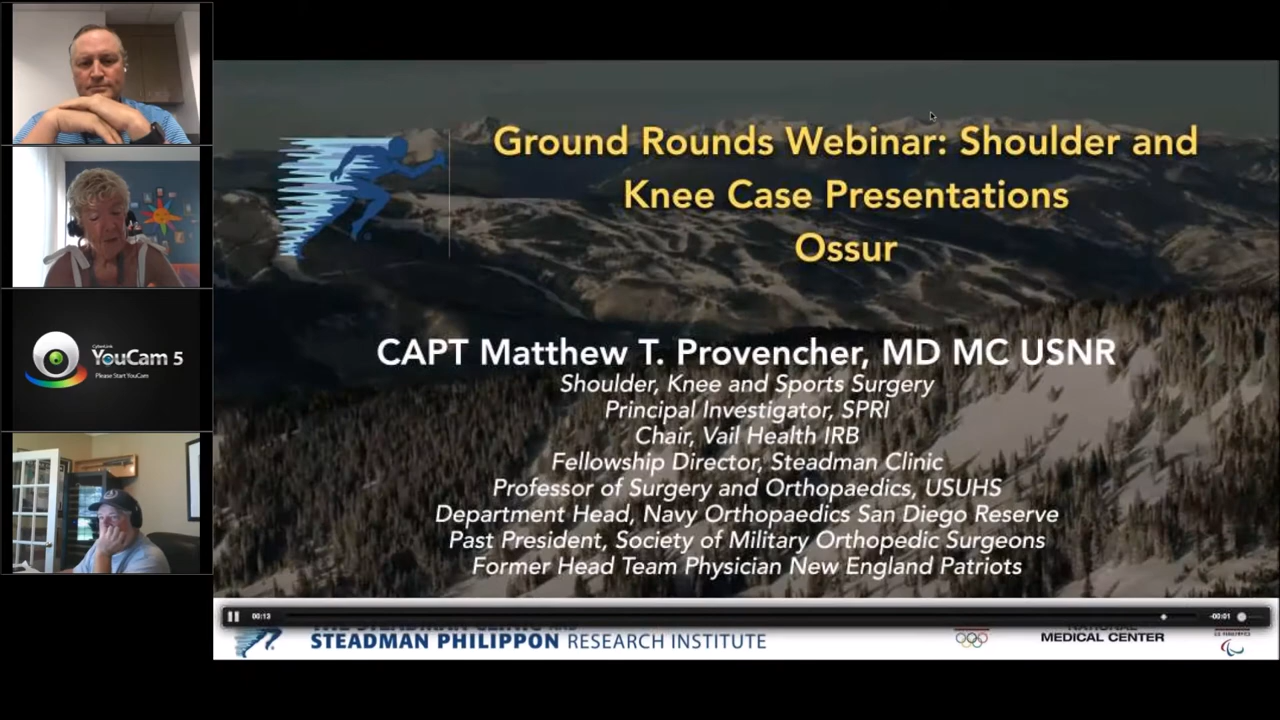 CyberLink
YouCam 5
Please Start YouCam
Ground Rounds Webinar: Shoulder and
Knee Case Presentations
Ossur
CAPT Matthew T. Provencher, MD MC USNR
Shoulder, Knee and Sports Surgery
Principal Investigator, SPRI
Chair, Vail Health IRB
Fellowship Director, Steadman Clinic
Professor of Surgery and Orthopaedics, USUHS
Department Head, Navy Orthopaedics San Diego Reserve
Past President, Society of Military Orthopedic Surgeons
Former Head Team Physician New England Patriots
00:13
-00:01
STEADMAN PHILIPPON RESEARCH INSTITUTE
MEDICAL CENTER